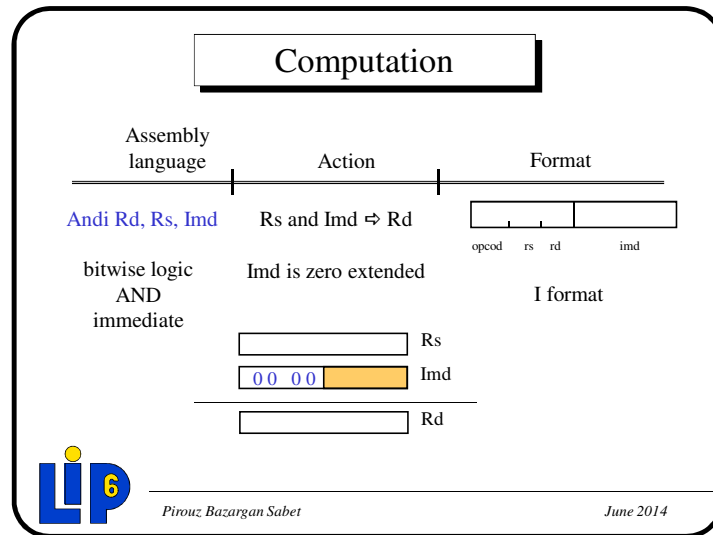 Computation
Assembly
language
Action
Format
Andi Rd, Rs, Imd
Rs and Imd ⇨ Rd
opcod rs rd imd
bitwise logic
AND
immediate
Imd is zero extended
I format
Rs
00 00
Imd
Rd
LIP6
Pirouz Bazargan Sabet
June 2014